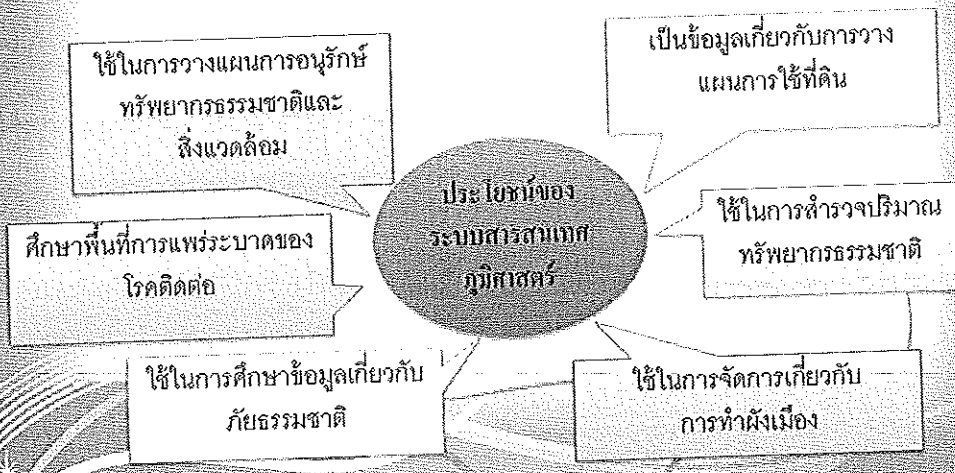 ใช้ในการวางแผนการอนุรักษ์
ทรัพยากรธรรมชาติและ
สิ่งแวดล้อม
เป็นข้อมูลเกี่ยวกับการวาง
แผนการใช้ที่ดิน
ประโยชน์ของ
ระบบสารสนเทศ
ภูมิศาสตร์
ศึกษาพื้นที่การแพร่ระบาดของ
โรคติดต่อ
ใช้ในการสำรวจปริมาณ
ทรัพยากรธรรมชาติ
ใช้ในการศึกษาข้อมูลเกี่ยวกับ
ภัยธรรมชาติ
ใช้ในการจัดการเกี่ยวกับ
การทำผังเมือง